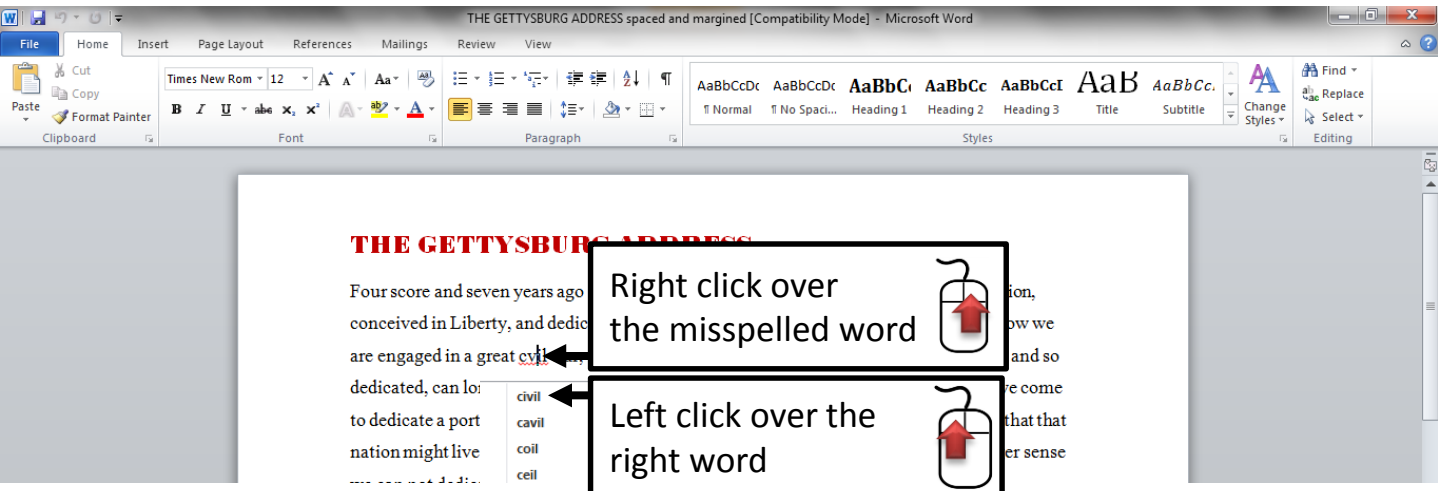 THE GETTYSBURG ADDRESS spaced and margined [Compatibility Mode] - Microsoft Word
File Home Insert Page Layout References Mailings Review View
Cut
Copy
Format Painter
Paste
Clipboard
Times New Rom 12
Font
Paragraph
AaBbCcDc AaBbCcDc AaBbC AaBbCc AaBbCcI AaB AaBbCc.
¶ Normal ¶ No Spaci... Heading 1 Heading 2 Heading 3 Title Subtitle
Change
Styles
Styles
Find
Replace
Select
Editing
THE GETTYSBURG ADDRESS
Four score and seven years ago ion,
conceived in Liberty, and dedic ow we
are engaged in a great cvil and so
dedicated, can lo ve come
to dedicate a port that that
nation might live er sense
Right click over
the misspelled word
civil
cavil
coil
ceil
Left click over the
right word